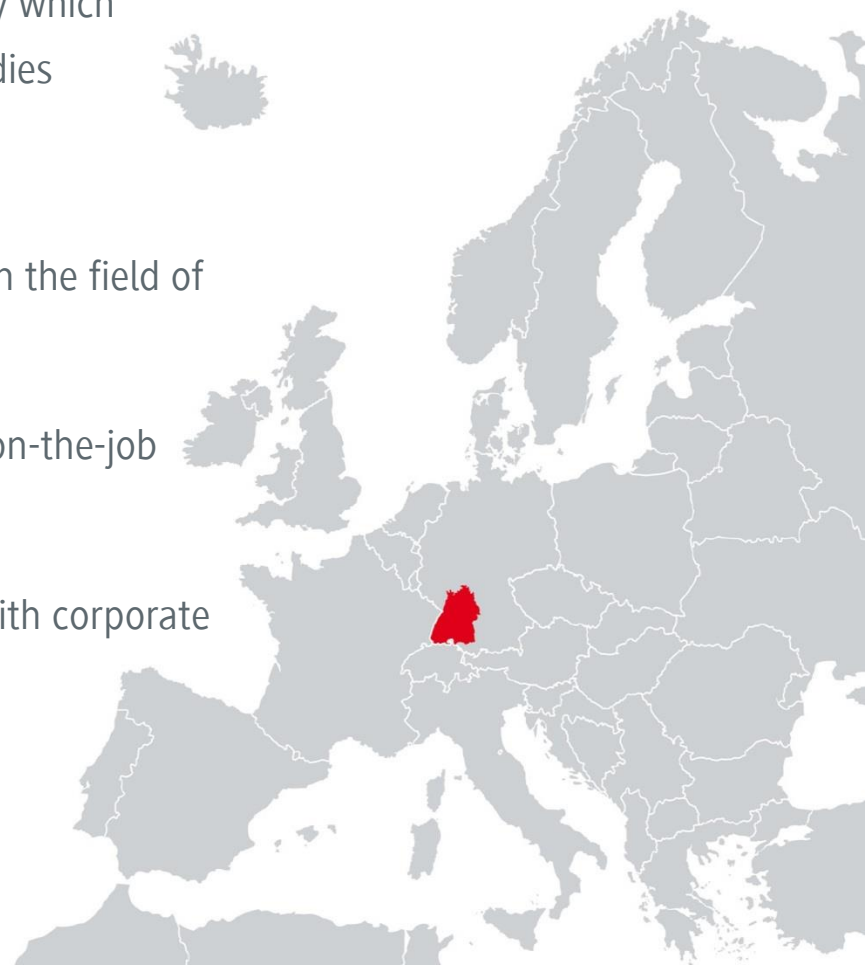 which
dies
n the field of
on-the-job
ith corporate